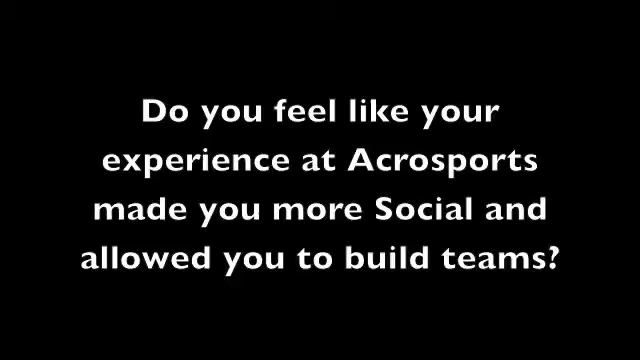 Do you feel like your
experience at Acrosports
made you more Social and
allowed you to build teams?